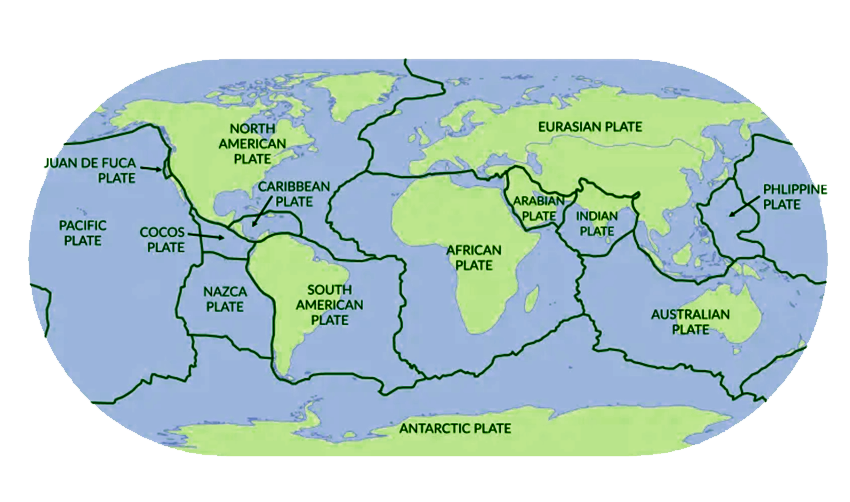 NORTH
AMERICAN
PLATE
EURASIAN PLATE
JUAN DE FUCA
PLATE
CARIBBEAN
PLATE
ARABIAN
PLATE
INDIAN
PLATE
PHLIPPINE
PLATE
PACIFIC
PLATE
COCOS
PLATE
AFRICAN
PLATE
NAZCA
PLATE
SOUTH
AMERICAN
PLATE
AUSTRALIAN
PLATE
ANTARCTIC PLATE